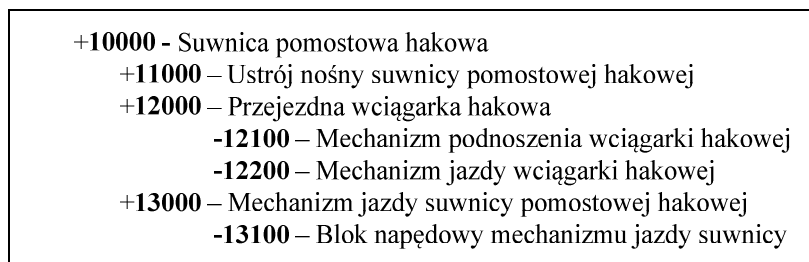 +10000 - Suwnica pomostowa hakowa
+11000 – Ustrój nośny suwnicy pomostowej hakowej
+12000 – Przejezdna wciągarka hakowa
-12100 – Mechanizm podnoszenia wciągarki hakowej
-12200 – Mechanizm jazdy wciągarki hakowej
+13000 – Mechanizm jazdy suwnicy pomostowej hakowej
-13100 – Blok napędowy mechanizmu jazdy suwnicy